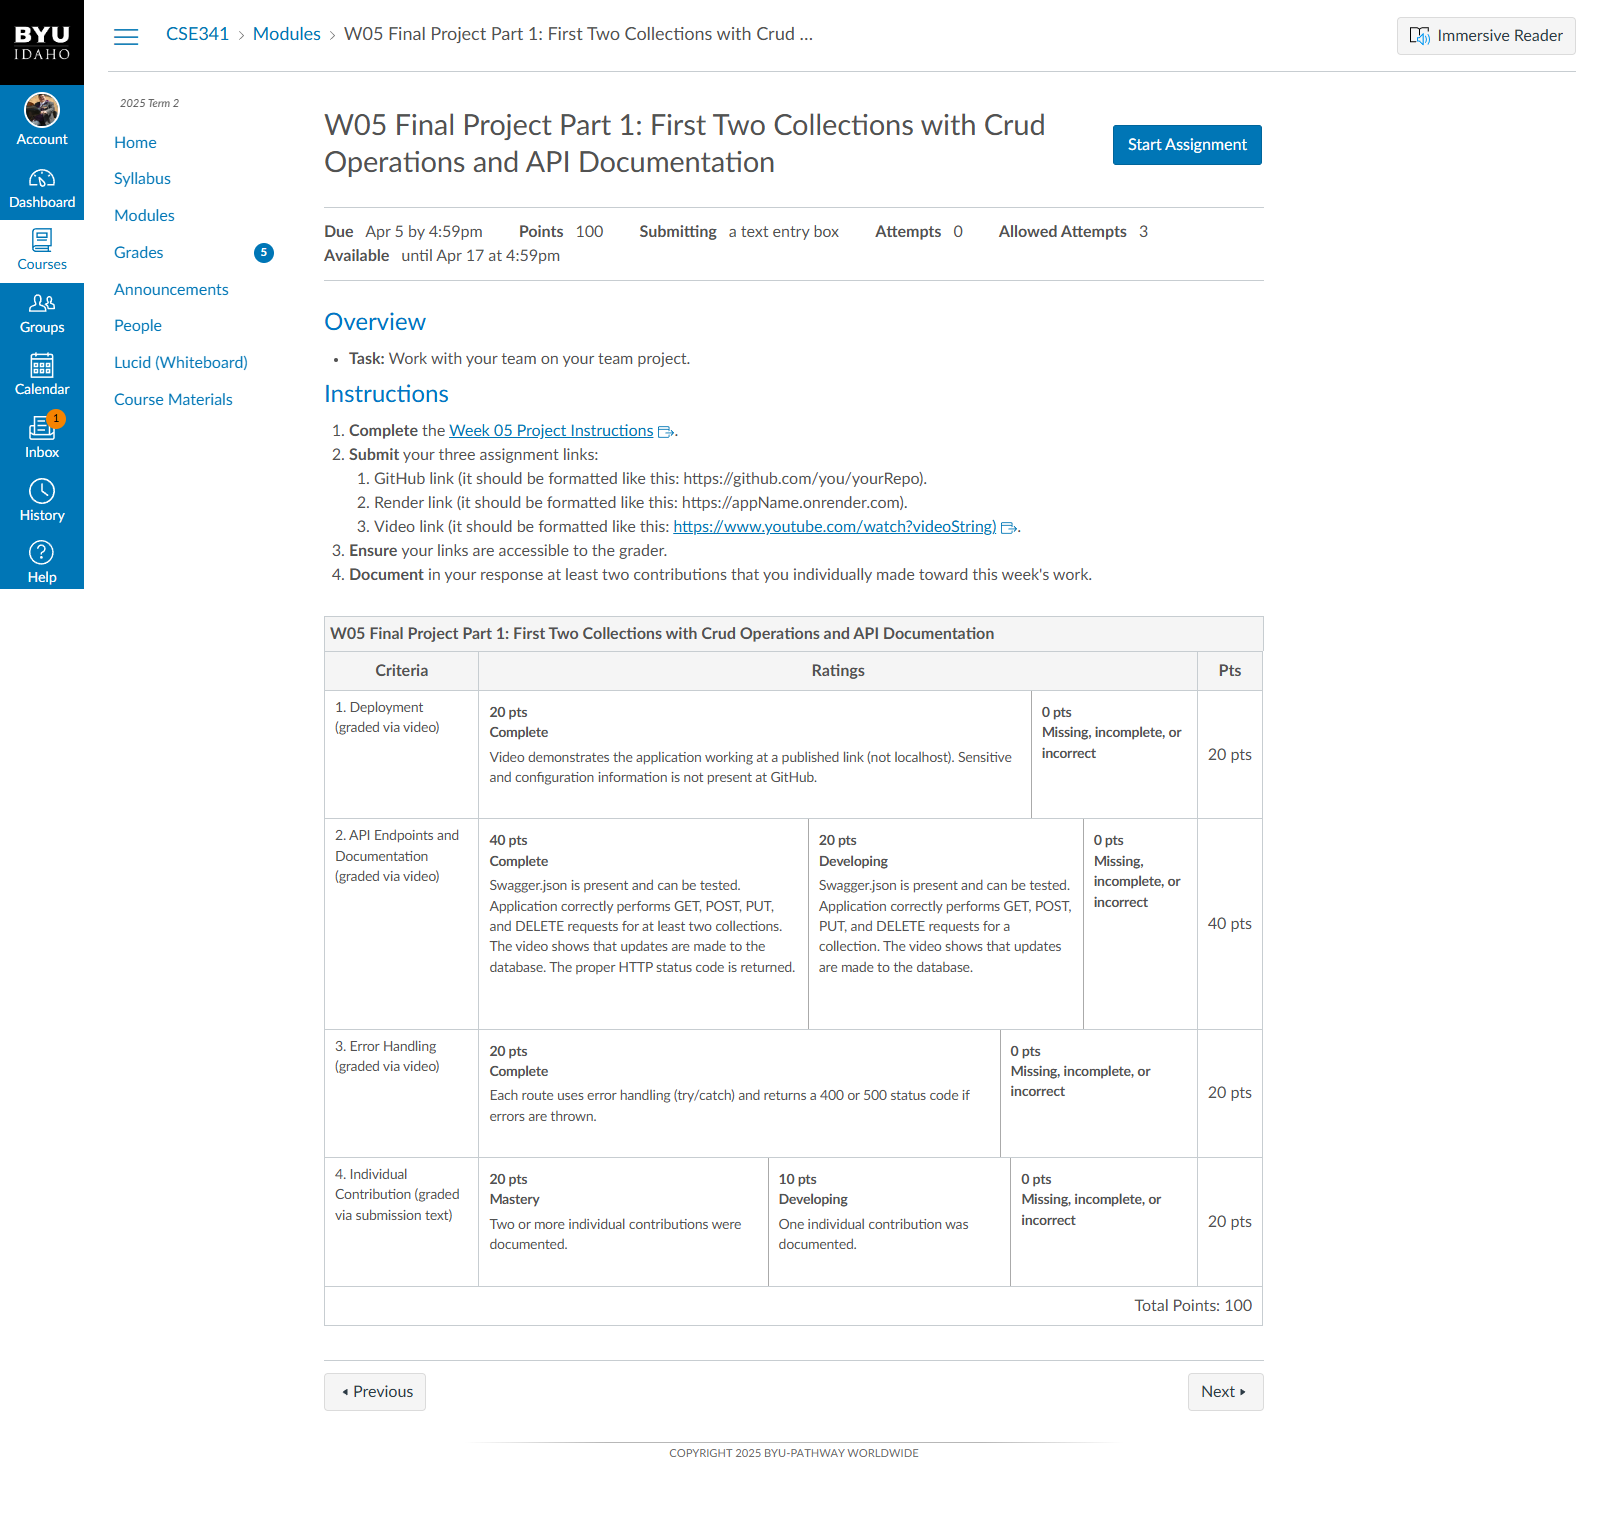 BYU
IDAHO
Account
Dashboard
Courses
Groups
Calendar
1
Inbox
History
Help
CSE341 › Modules › W05 Final Project Part 1: First Two Collections with Crud ...
Immersive Reader
2025 Term 2
Home
Syllabus
Modules
Grades 5
Announcements
People
Lucid (Whiteboard)
Course Materials
W05 Final Project Part 1: First Two Collections with Crud
Operations and API Documentation
Start Assignment
Due Apr 5 by 4:59pm Points 100 Submitting a text entry box Attempts 0 Allowed Attempts 3
Available until Apr 17 at 4:59pm
Overview
• Task: Work with your team on your team project.
Instructions
1. Complete the Week 05 Project Instructions.
2. Submit your three assignment links:
1. GitHub link (it should be formatted like this: https://github.com/you/yourRepo).
2. Render link (it should be formatted like this: https://appName.onrender.com).
3. Video link (it should be formatted like this: https://www.youtube.com/watch?videoString).
3. Ensure your links are accessible to the grader.
4. Document in your response at least two contributions that you individually made toward this week's work.
W05 Final Project Part 1: First Two Collections with Crud Operations and API Documentation
Criteria Ratings Pts
1. Deployment
(graded via video)
20 pts
Complete
Video demonstrates the application working at a published link (not localhost). Sensitive
and configuration information is not present at GitHub.
0 pts
Missing, incomplete, or
incorrect
20 pts
2. API Endpoints and
Documentation
(graded via video)
40 pts
Complete
Swagger.json is present and can be tested.
Application correctly performs GET, POST, PUT,
and DELETE requests for at least two collections.
The video shows that updates are made to the
database. The proper HTTP status code is returned.
20 pts
Developing
Swagger.json is present and can be tested.
Application correctly performs GET, POST,
PUT, and DELETE requests for a
collection. The video shows that updates
are made to the database.
0 pts
Missing,
incomplete, or
incorrect
40 pts
3. Error Handling
(graded via video)
20 pts
Complete
Each route uses error handling (try/catch) and returns a 400 or 500 status code if
errors are thrown.
0 pts
Missing, incomplete, or
incorrect
20 pts
4. Individual
Contribution (graded
via submission text)
20 pts
Mastery
Two or more individual contributions were
documented.
10 pts
Developing
One individual contribution was
documented.
0 pts
Missing, incomplete, or
incorrect
20 pts
Total Points: 100
Previous
Next
COPYRIGHT 2025 BYU-PATHWAY WORLDWIDE